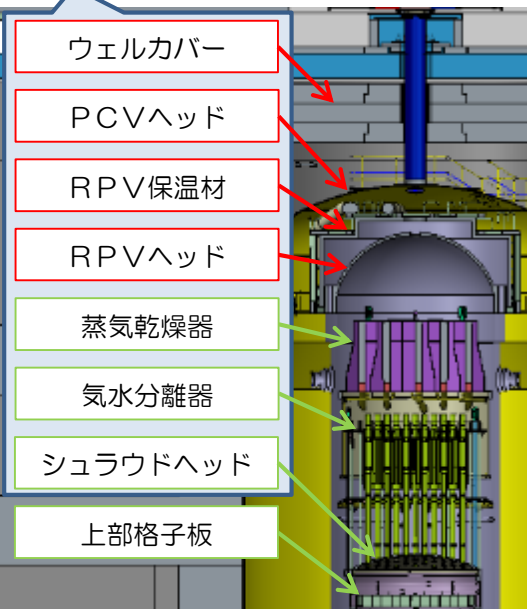 ウェルカバー
ＰＣＶヘッド
ＲＰＶ保温材
ＲＰＶヘッド
蒸気乾燥器
気水分離器
シュラウドヘッド
上部格子板